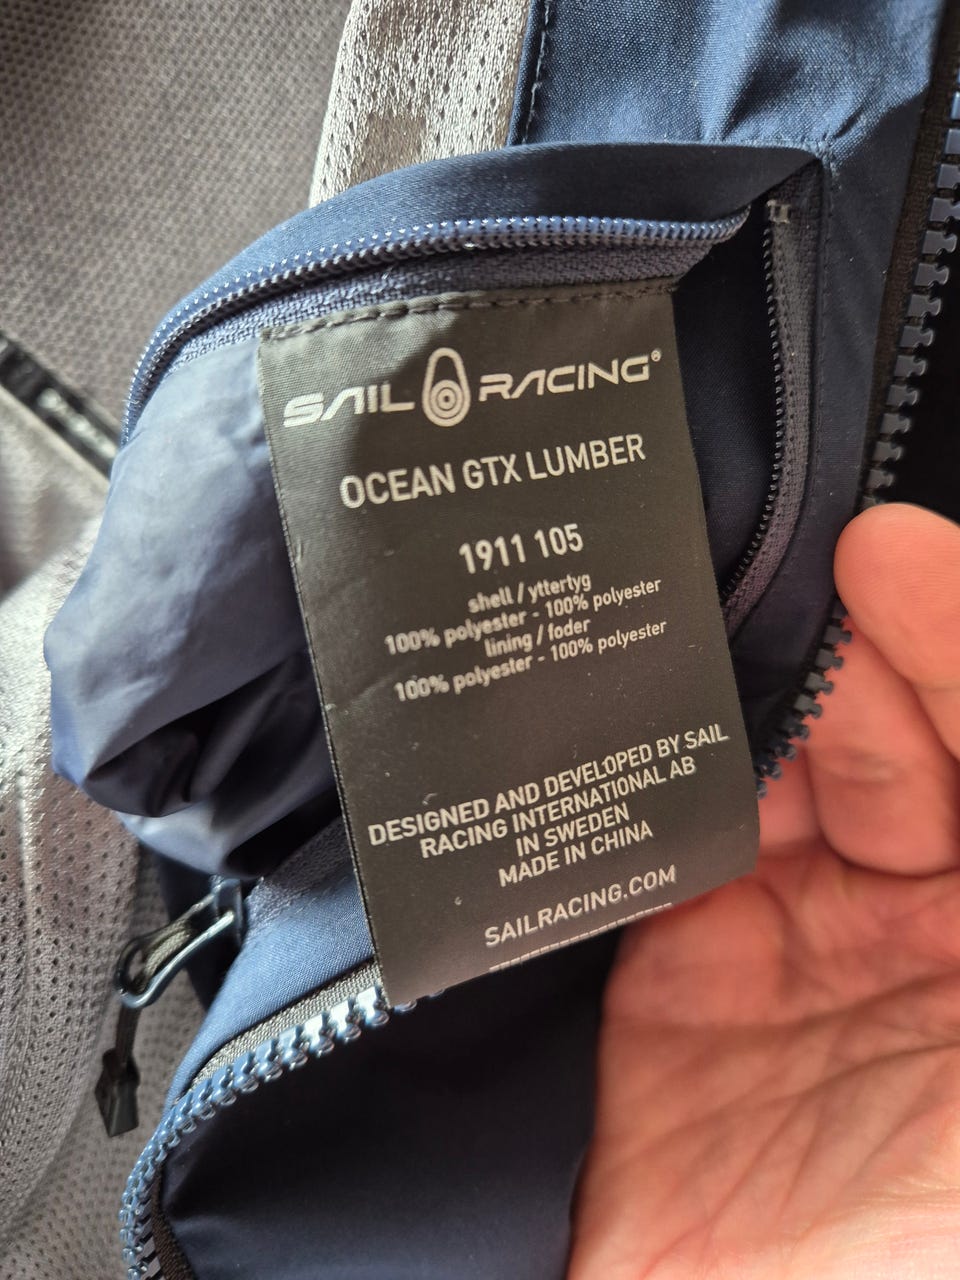 SAIL RACING®
OCEAN GTX LUMBER
1911 105
shell / yttertyg
100% polyester - 100% polyester
lining / foder
100% polyester - 100% polyester
DESIGNED AND DEVELOPED BY SAIL
RACING INTERNATIONAL AB
IN SWEDEN
MADE IN CHINA
SAILRACING.COM